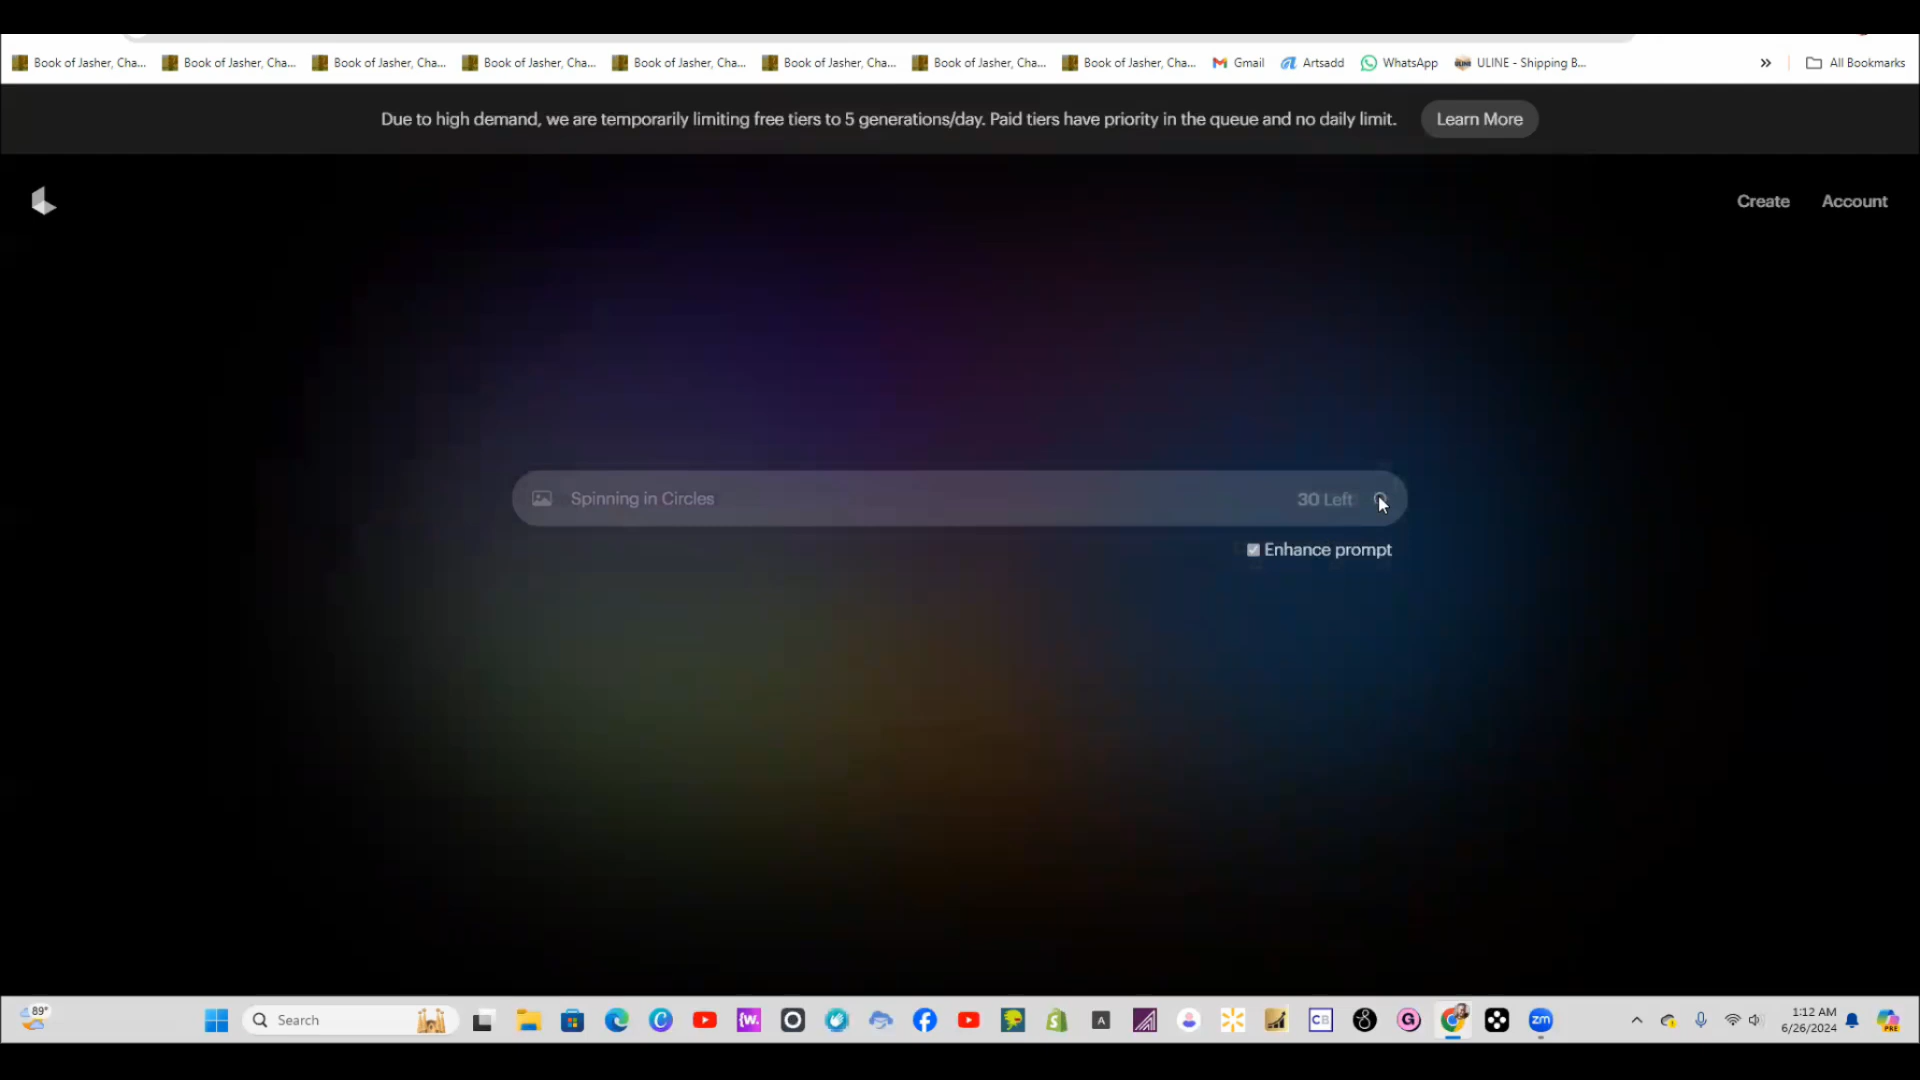 Book of Jasher, Cha... Book of Jasher, Cha... Book of Jasher, Cha... Book of Jasher, Cha... Book of Jasher, Cha... Book of Jasher, Cha... Book of Jasher, Cha... Book of Jasher, Cha... Gmail Artsadd WhatsApp ULINE - Shipping B... » All Bookmarks
Due to high demand, we are temporarily limiting free tiers to 5 generations/day. Paid tiers have priority in the queue and no daily limit. Learn More
Create Account
Spinning in Circles 30 Left
Enhance prompt
89° Search {w. A CB 8 G zm 1:12 AM
6/26/2024 PRE